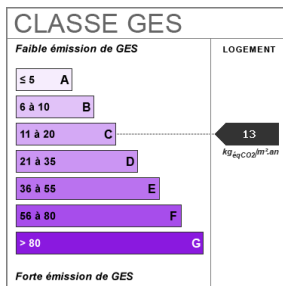 CLASSE GES
Faible émission de GES
LOGEMENT
≤ 5 A
6 à 10 B
11 à 20 C
13
kgéqCO2/m².an
21 à 35 D
36 à 55 E
56 à 80 F
> 80 G
Forte émission de GES